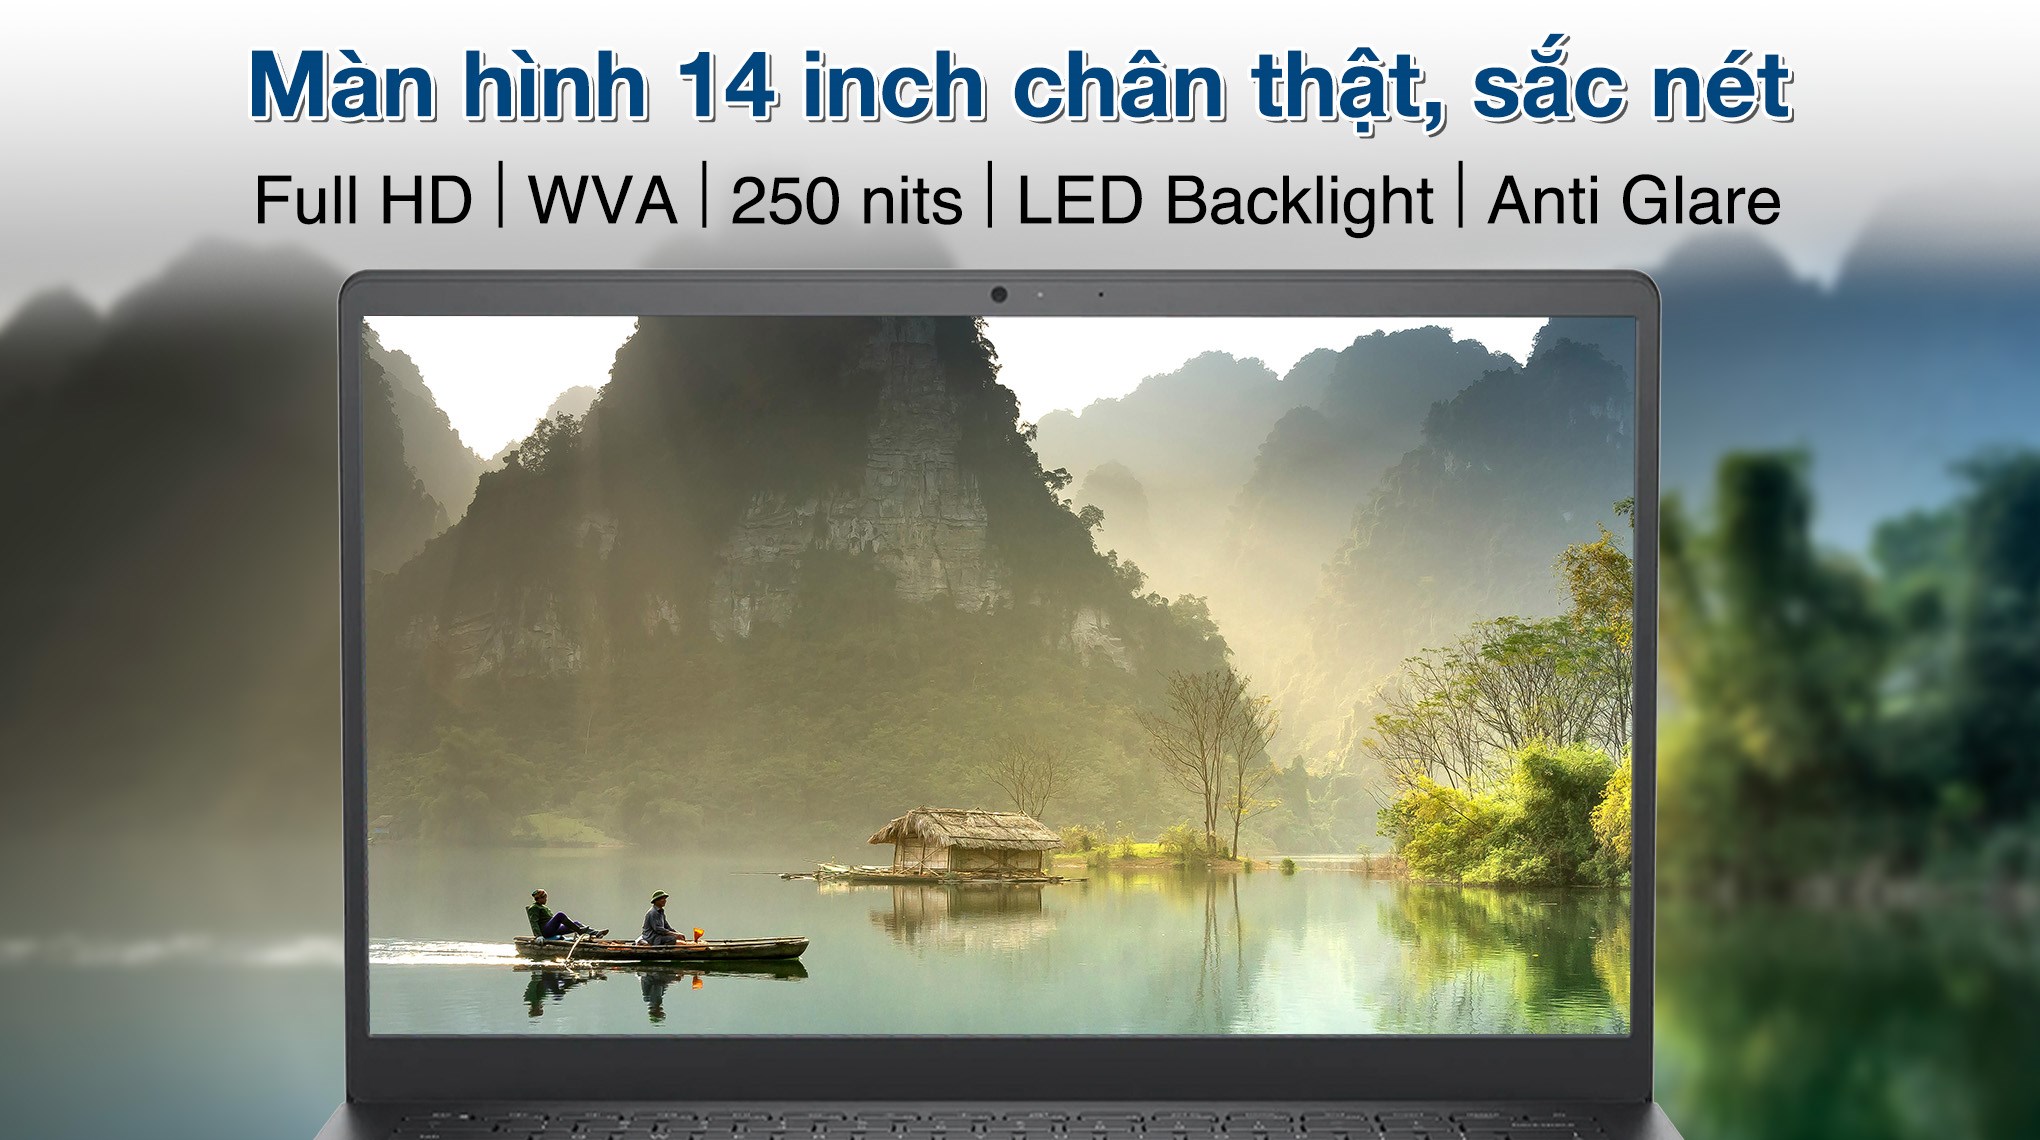 Màn hình 14 inch chân thật, sắc nét
Full HD | WVA | 250 nits | LED Backlight | Anti Glare